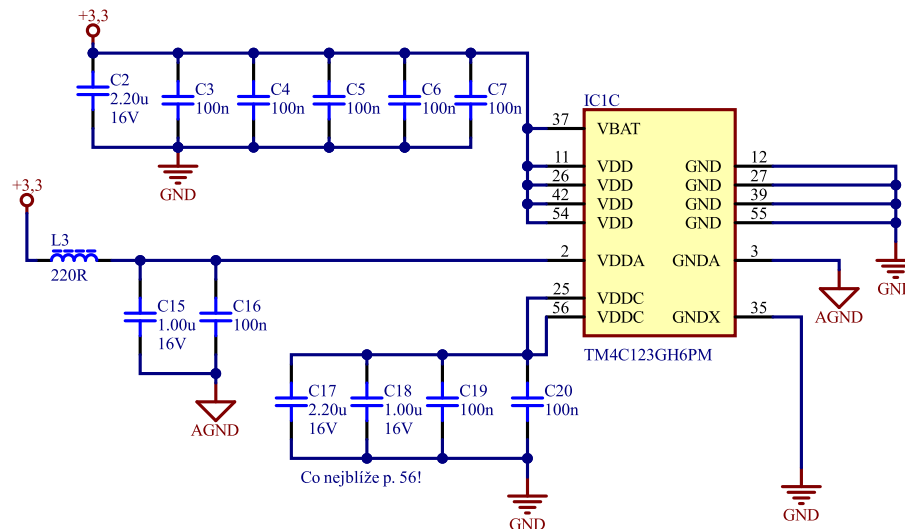 +3,3
C2
2.20u
16V
C3
100n
C4
100n
C5
100n
C6
100n
C7
100n
GND
IC1C
37 VBAT
11 VDD GND 12
26 VDD GND 27
42 VDD GND 39
54 VDD GND 55
2 VDDA GNDA 3
25 VDDC
56 VDDC GNDX 35
TM4C123GH6PM
GND
AGND
GND
+3,3
L3
220R
C15
1.00u
16V
C16
100n
AGND
C17
2.20u
16V
C18
1.00u
16V
C19
100n
C20
100n
Co nejblíže p. 56!
GND